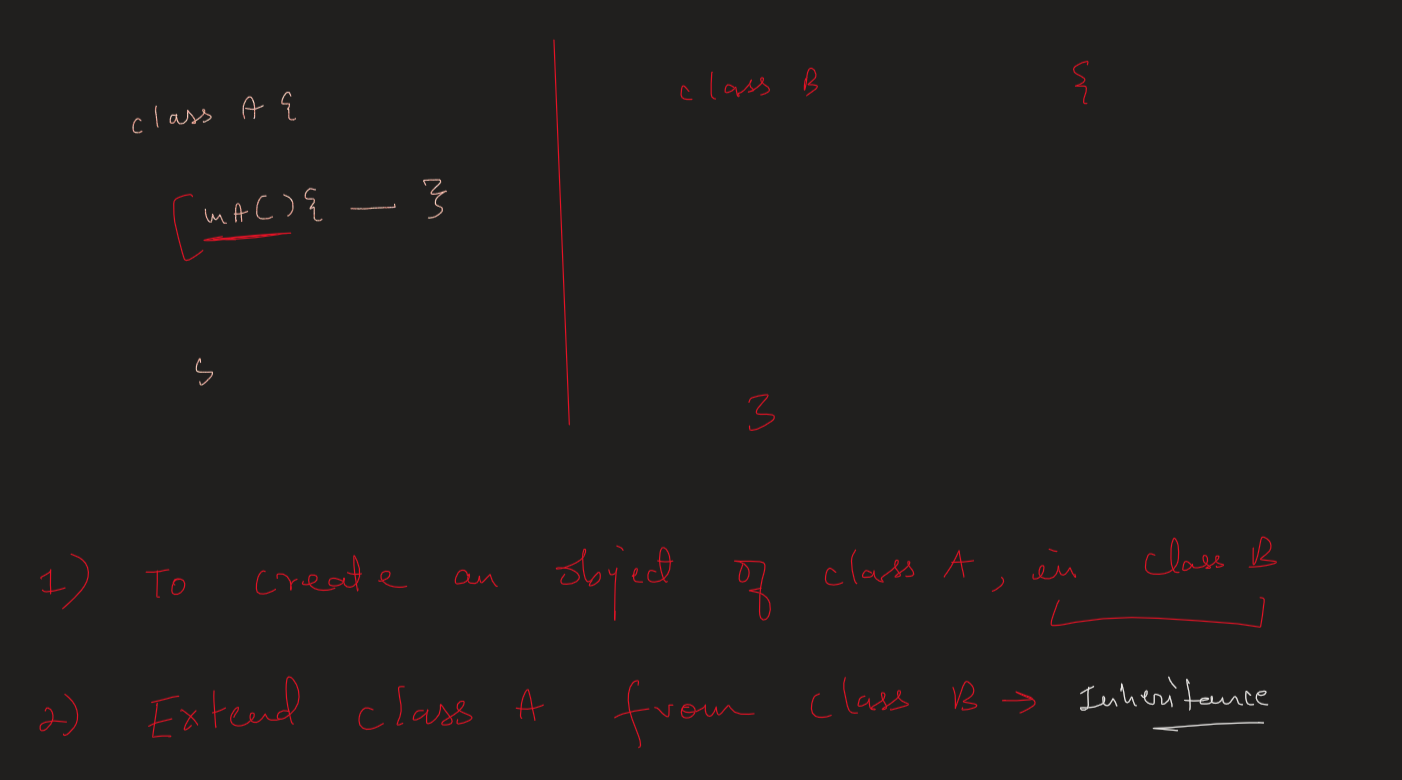 class A {
mA(){ — }
}
class B {
}
1) To create an object of class A, in class B
2) Extend class A from class B → Inheritance